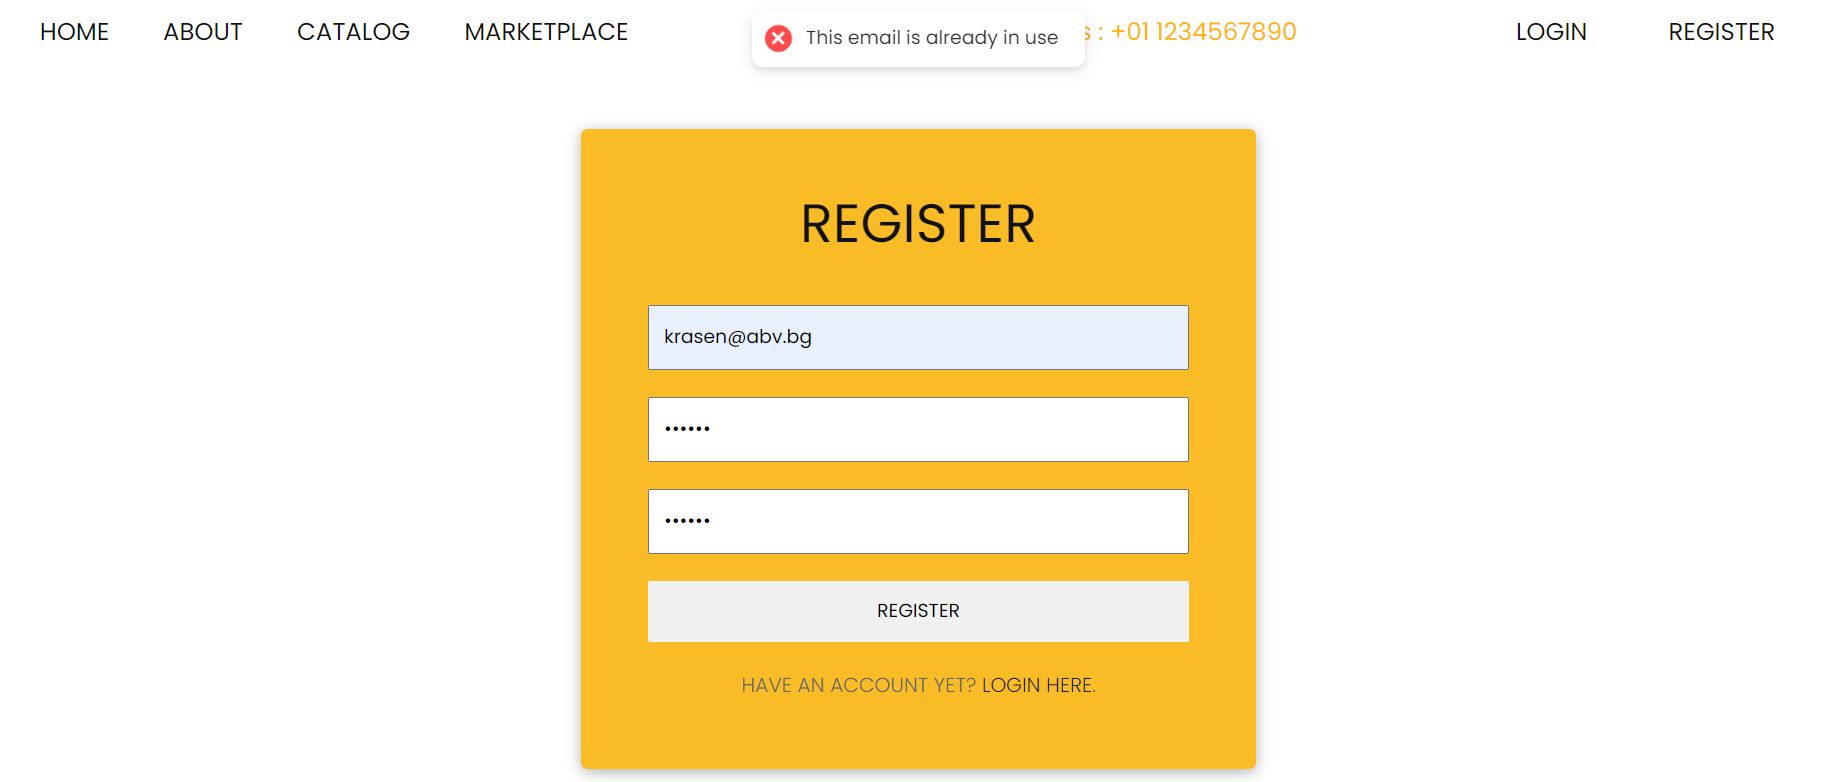 HOME ABOUT CATALOG MARKETPLACE This email is already in use : +01 1234567890 LOGIN REGISTER
REGISTER
krasen@abv.bg
••••••
••••••
REGISTER
HAVE AN ACCOUNT YET? LOGIN HERE.